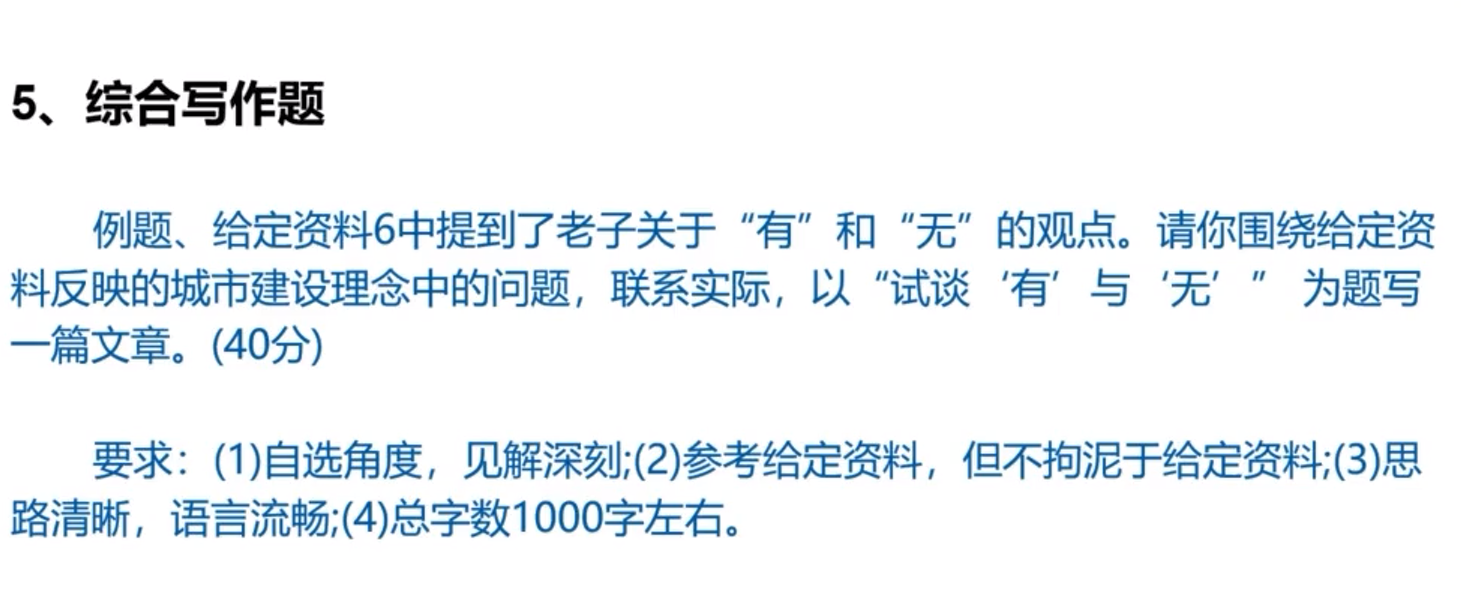 5、综合写作题
例题、给定资料6中提到了老子关于“有”和“无”的观点。请你围绕给定资
料反映的城市建设理念中的问题，联系实际，以“试谈‘有’与‘无’”为题写
一篇文章。(40分)
要求：(1)自选角度，见解深刻;(2)参考给定资料，但不拘泥于给定资料;(3)思
路清晰，语言流畅;(4)总字数1000字左右。